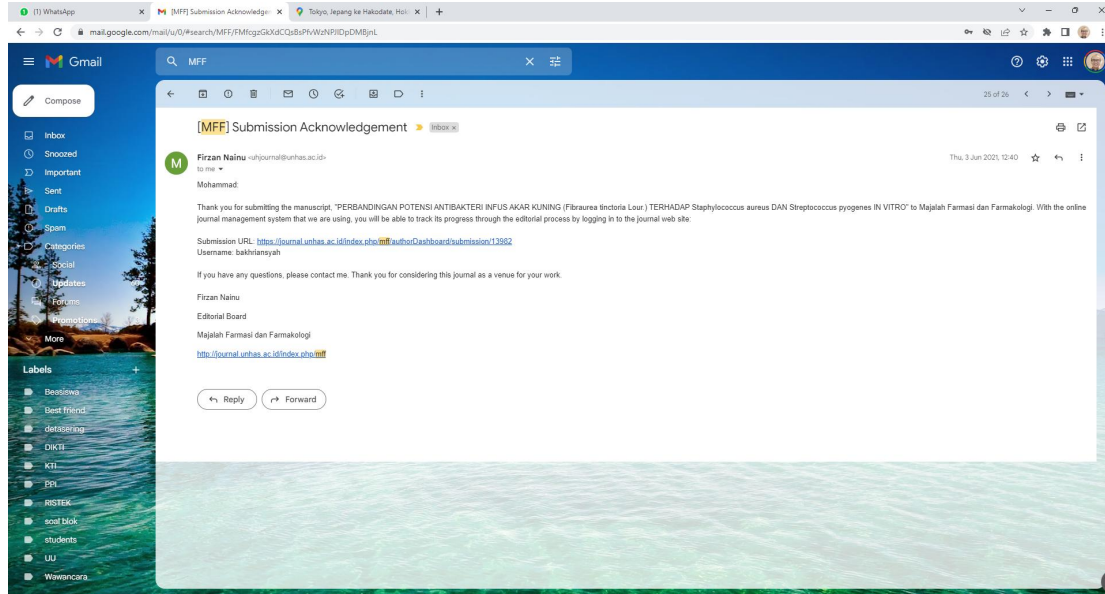 (1) WhatsApp
[MFF] Submission Acknowledge
Tokyo, Jepang ke Hakodate, Hok
mail.google.com/mail/u/0/#search/MFF/FMfcgzGkXdCQsBsPfvWzNPJlDpDMBjnL
Gmail
MFF
Compose
25 of 26
Inbox
Snoozed
Important
Sent
Drafts
Spam
Categories
Social
Updates
Forums
Promotions
More
Labels
+
Beasiswa
Best friend
detasering
DIKTI
KTI
PPI
RISTEK
soal blok
students
UU
Wawancara
[MFF] Submission Acknowledgement
Inbox x
M
Firzan Nainu <uhjournal@unhas.ac.id>
Thu, 3 Jun 2021, 12:40
to me
Mohammad:
Thank you for submitting the manuscript, "PERBANDINGAN POTENSI ANTIBAKTERI INFUS AKAR KUNING (Fibraurea tinctoria Lour.) TERHADAP Staphylococcus aureus DAN Streptococcus pyogenes IN VITRO" to Majalah Farmasi dan Farmakologi. With the online
journal management system that we are using, you will be able to track its progress through the editorial process by logging in to the journal web site:
Submission URL: https://journal.unhas.ac.id/index.php/mff/authorDashboard/submission/13982
Username: bakhriansyah
If you have any questions, please contact me. Thank you for considering this journal as a venue for your work.
Firzan Nainu
Editorial Board
Majalah Farmasi dan Farmakologi
http://journal.unhas.ac.id/index.php/mff
Reply
Forward